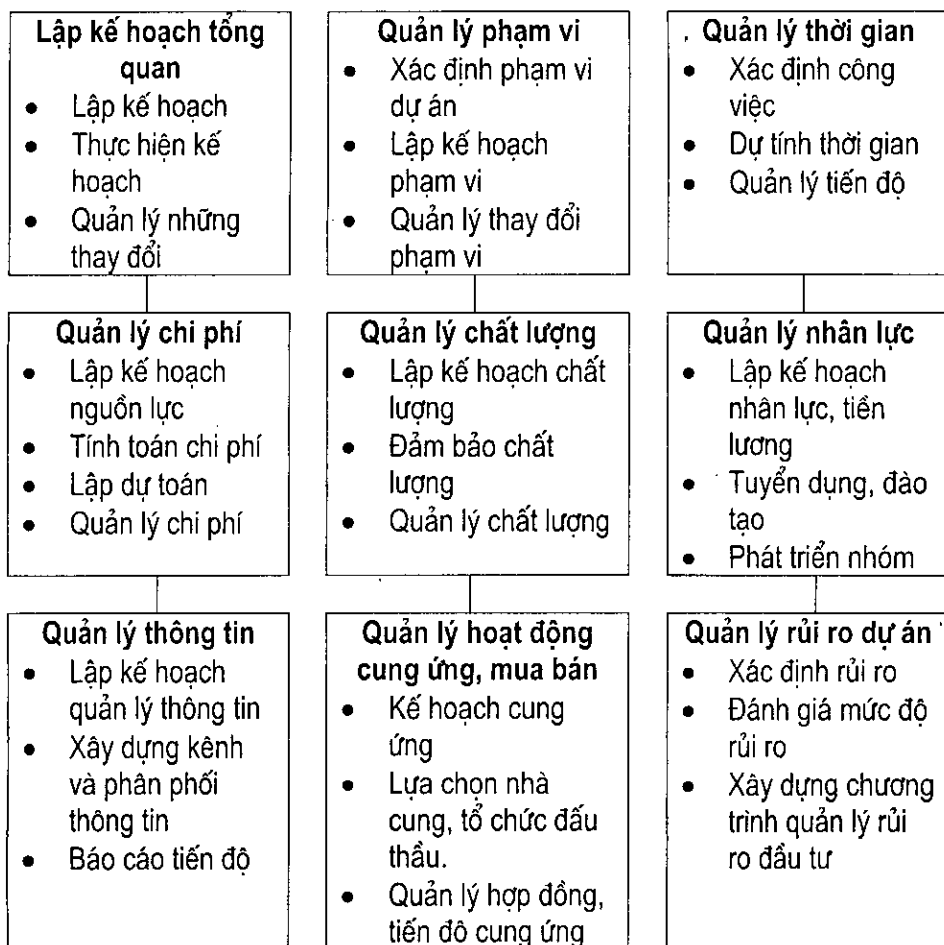 Lập kế hoạch tổng
quan
• Lập kế hoạch
• Thực hiện kế
hoạch
• Quản lý những
thay đổi
Quản lý phạm vi
• Xác định phạm vi
dự án
• Lập kế hoạch
phạm vi
• Quản lý thay đổi
phạm vi
Quản lý thời gian
• Xác định công
việc
• Dự tính thời gian
• Quản lý tiến độ
Quản lý chi phí
• Lập kế hoạch
nguồn lực
• Tính toán chi phí
• Lập dự toán
• Quản lý chi phí
Quản lý chất lượng
• Lập kế hoạch chất
lượng
• Đảm bảo chất
lượng
• Quản lý chất lượng
Quản lý nhân lực
• Lập kế hoạch
nhân lực, tiền
lương
• Tuyển dụng, đào
tạo
• Phát triển nhóm
Quản lý thông tin
• Lập kế hoạch
quản lý thông tin
• Xây dựng kênh
và phân phối
thông tin
• Báo cáo tiến độ
Quản lý hoạt động
cung ứng, mua bán
• Kế hoạch cung
ứng
• Lựa chọn nhà
cung, tổ chức đấu
thầu.
• Quản lý hợp đồng,
tiến độ cung ứng
Quản lý rủi ro dự án
• Xác định rủi ro
• Đánh giá mức độ
rủi ro
• Xây dựng chương
trình quản lý rủi
ro đầu tư